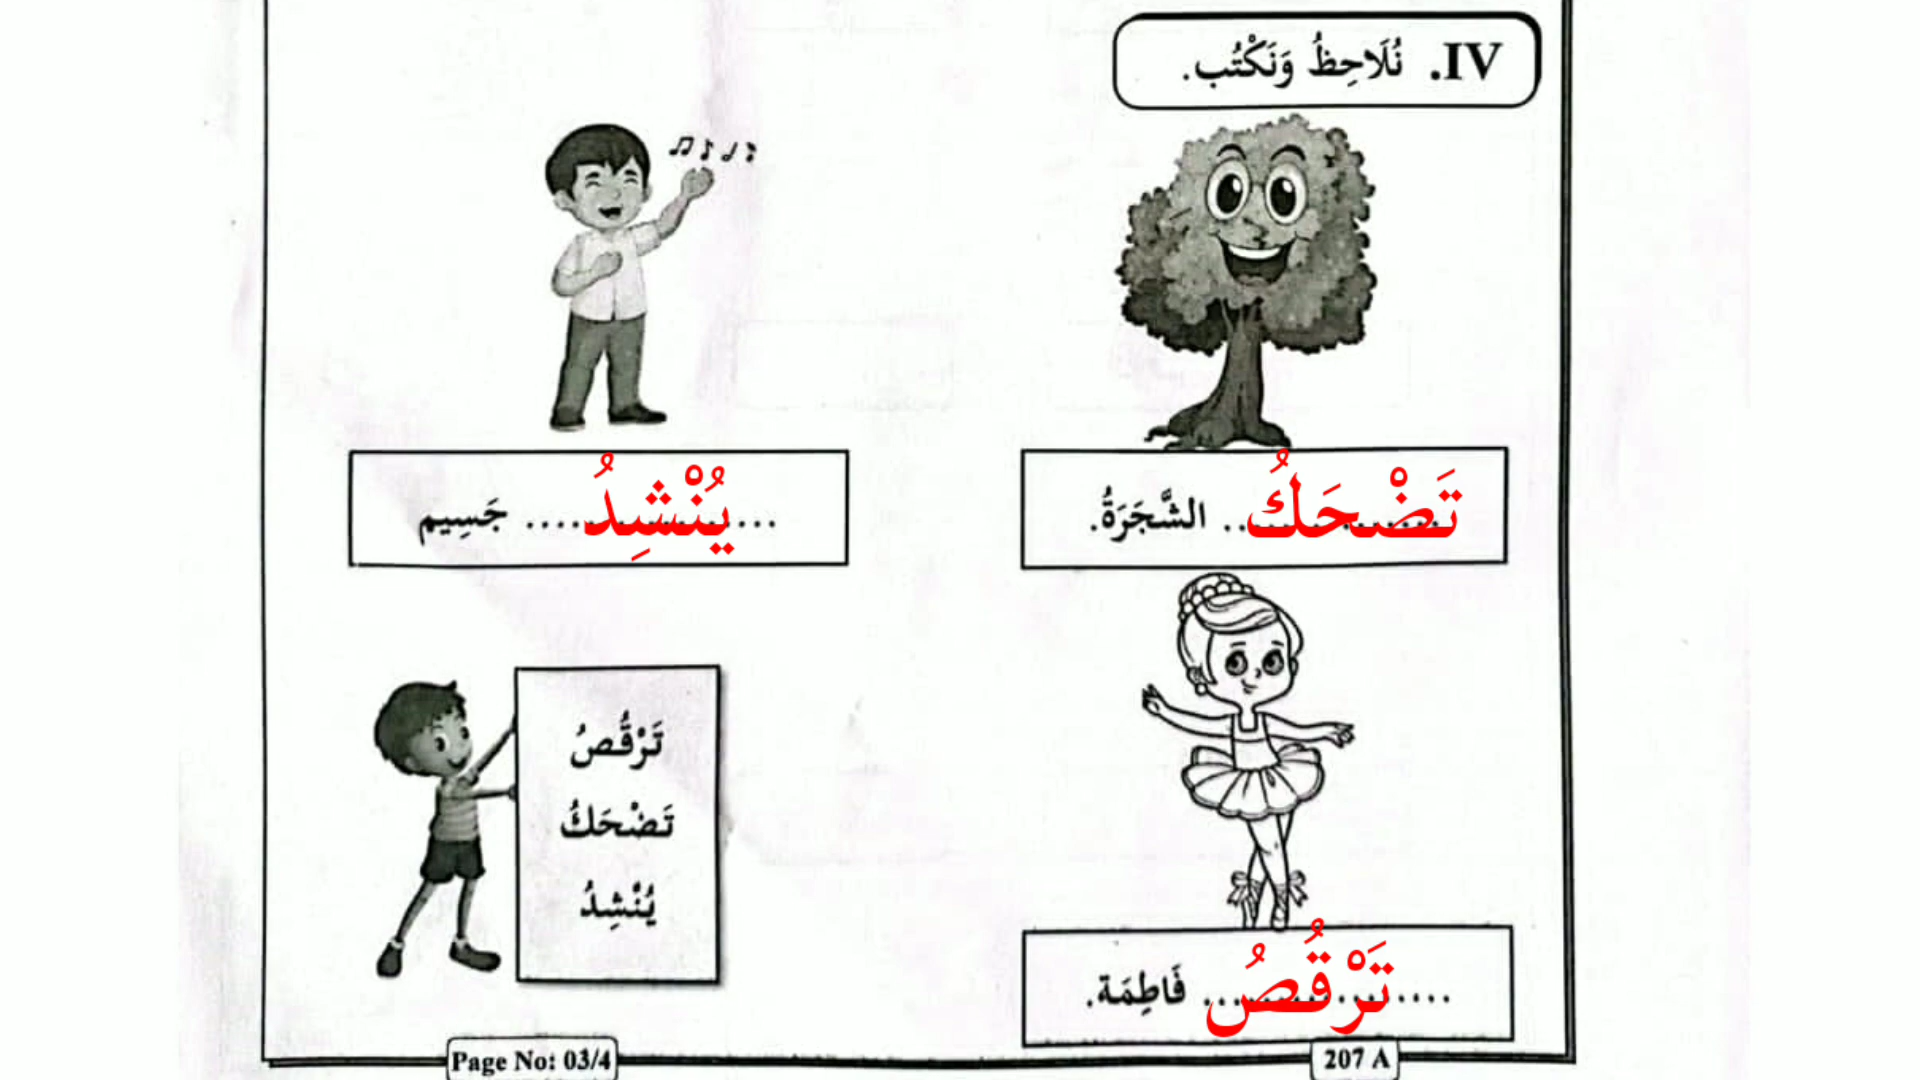 IV. نُلَاحِظُ وَنَكْتُب.
تَضْحَكُ الشَّجَرَةُ.
يُنْشِدُ جَسِيم
تَرْقُصُ
تَضْحَكُ
يُنْشِدُ
تَرْقُصُ فَاطِمَة.
207 A
Page No: 03/4